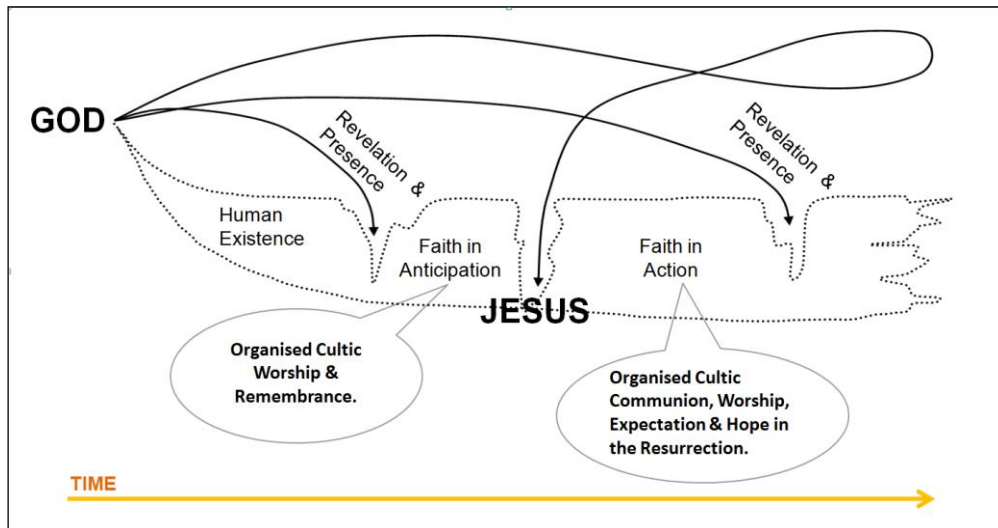 GOD
Revelation &
Presence
Revelation &
Presence
Human
Existence
Faith in
Anticipation
Faith in
Action
JESUS
Organised Cultic
Worship &
Remembrance.
Organised Cultic
Communion, Worship,
Expectation & Hope in
the Resurrection.
TIME